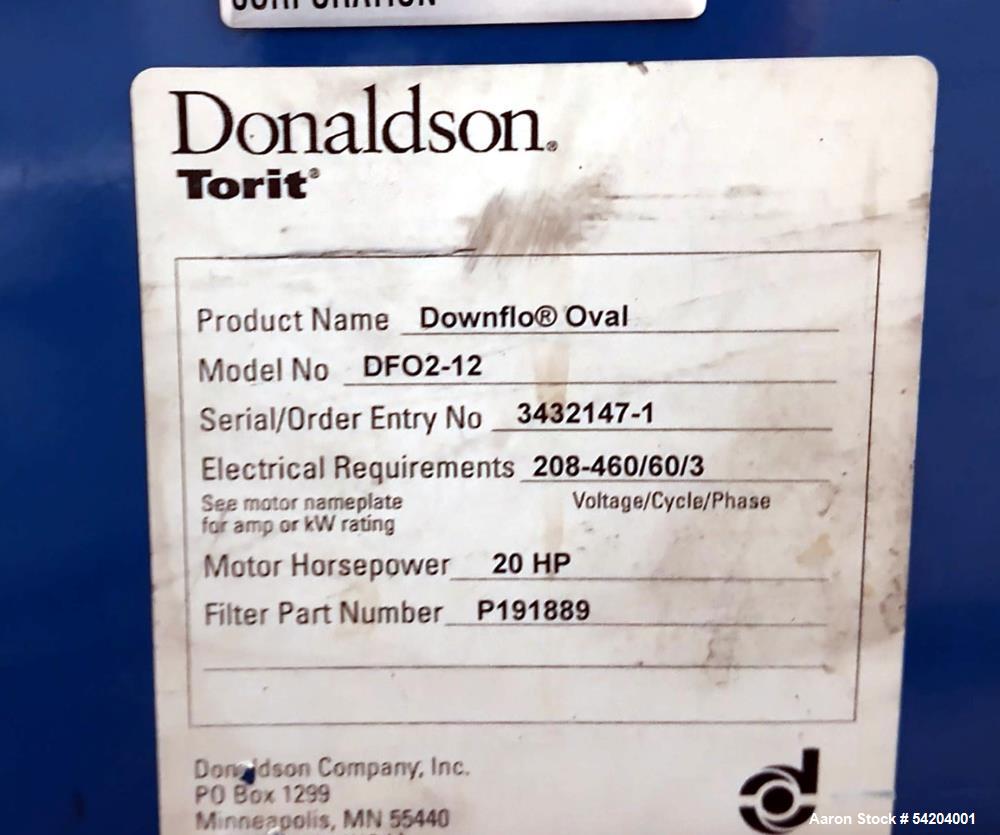 CORPORATION
Donaldson®
Torit®
Product Name Downflo® Oval
Model No DFO2-12
Serial/Order Entry No 3432147-1
Electrical Requirements 208-460/60/3
See motor nameplate Voltage/Cycle/Phase
for amp or kW rating
Motor Horsepower 20 HP
Filter Part Number P191889
Donaldson Company, Inc.
PO Box 1299
Minneapolis, MN 55440
Aaron Stock # 54204001